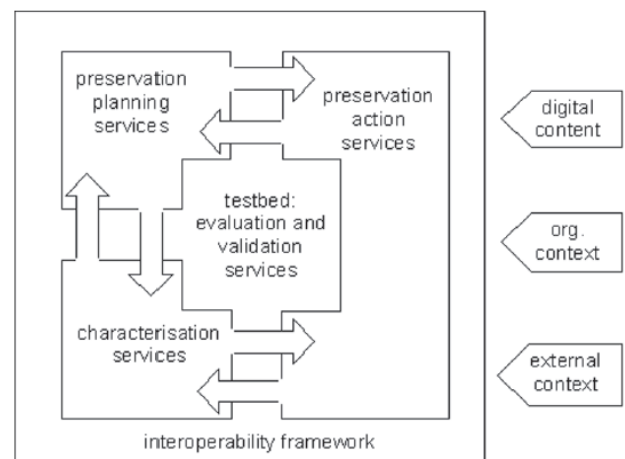 preservation
planning
services
preservation
action
services
testbed:
evaluation and
validation
services
characterisation
services
interoperability framework
digital
content
org.
context
external
context